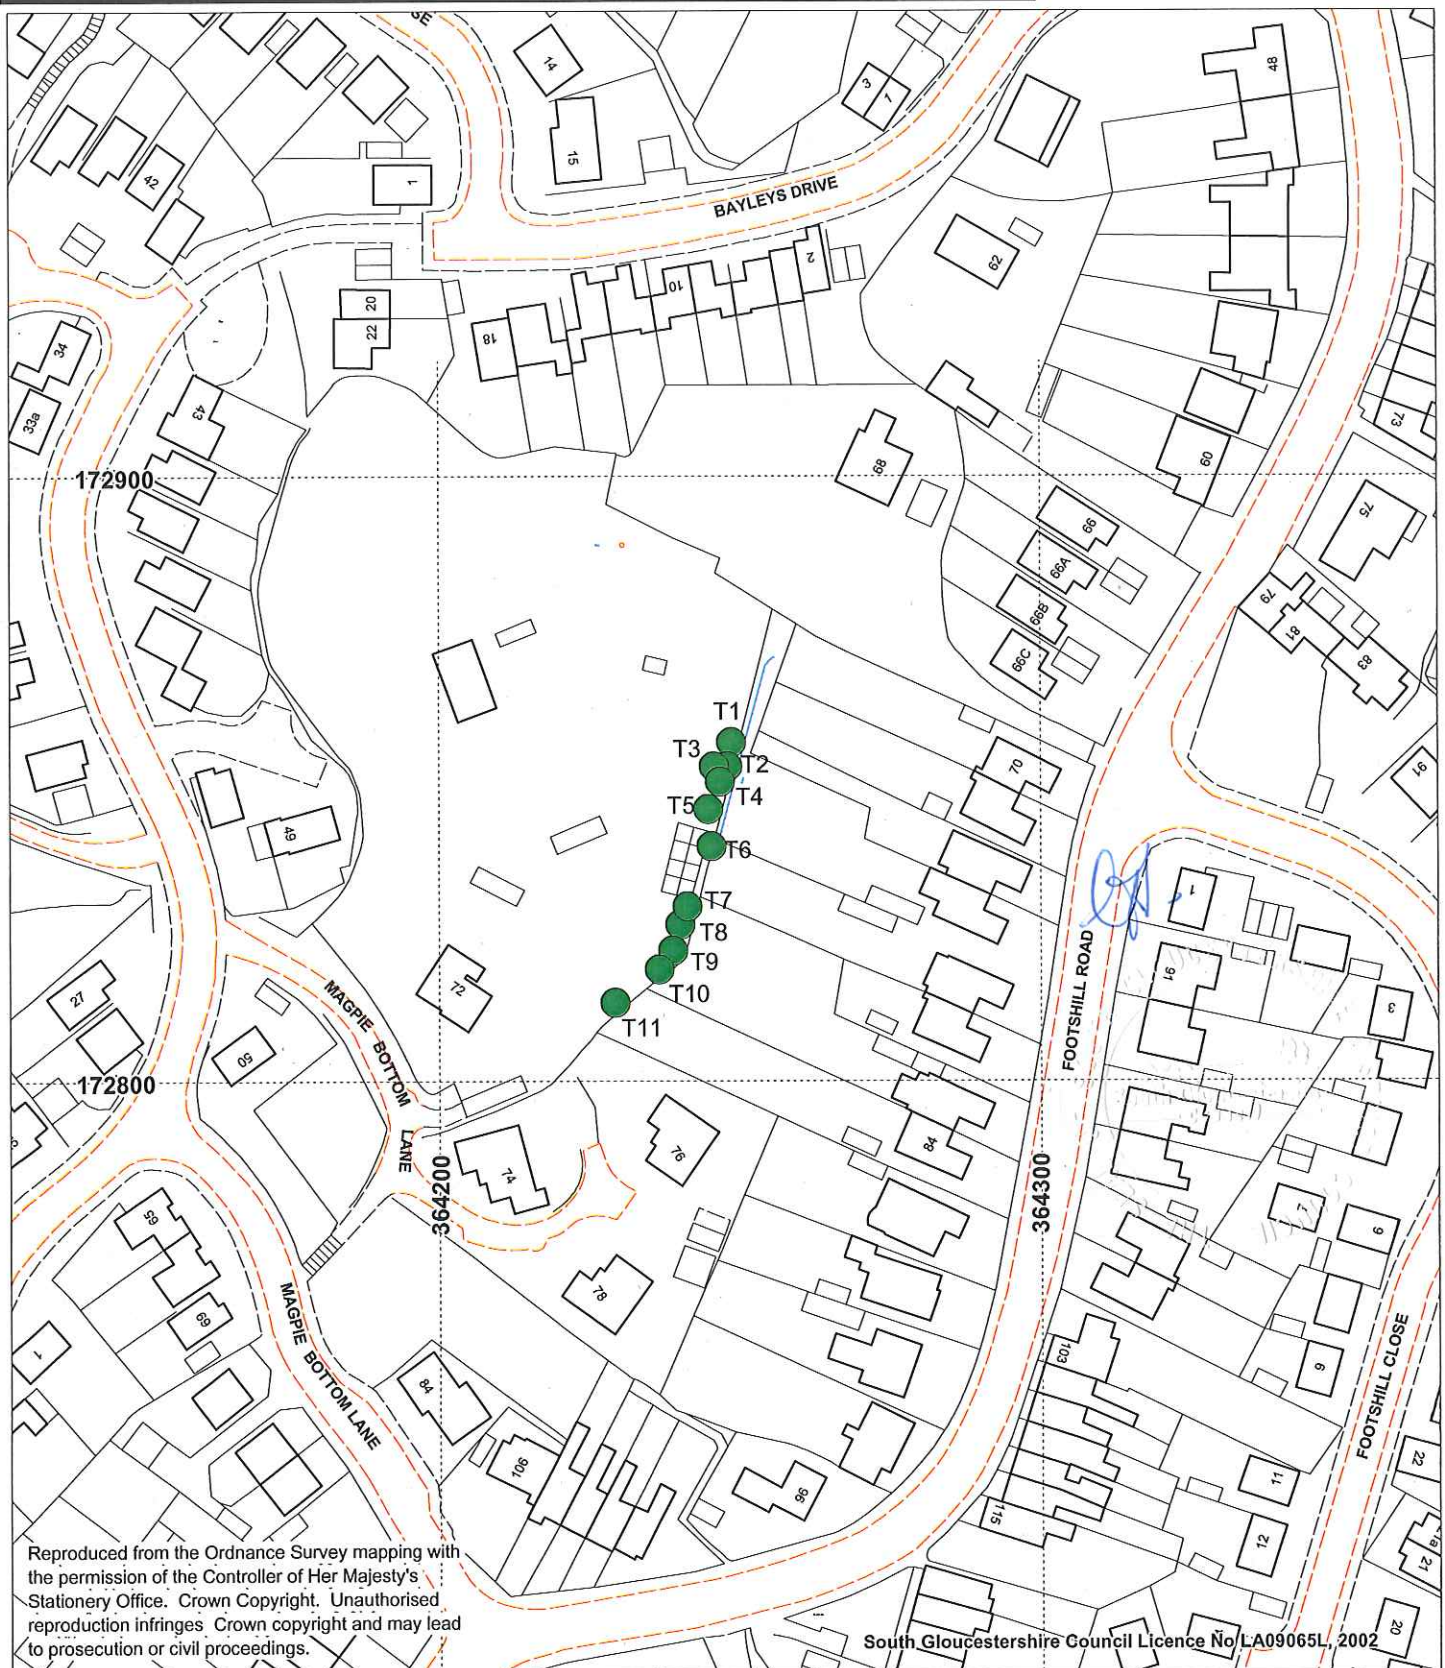 SE
14
3
1
48
15
42
1
BAYLEYS DRIVE
62
2
10
20
22
18
34
33a
43
73
60
68
172900
75
66
66A
66B
66C
79
81
83
T1
T3
T2
70
T4
91
T5
49
T6
1
T7
T8
T9
91
72
T10
27
MAGPIE BOTTOM
FOOTSHILL ROAD
3
T11
50
172800
LANE
84
76
74
364200
364300
7
9
65
78
MAGPIE BOTTOM LANE
69
103
1
6
FOOTSHILL CLOSE
84
22
106
96
11
115
12
1a
21
20
Reproduced from the Ordnance Survey mapping with
the permission of the Controller of Her Majesty's
Stationery Office. Crown Copyright. Unauthorised
reproduction infringes Crown copyright and may lead
to prosecution or civil proceedings.
South Gloucestershire Council Licence No LA09065L, 2002